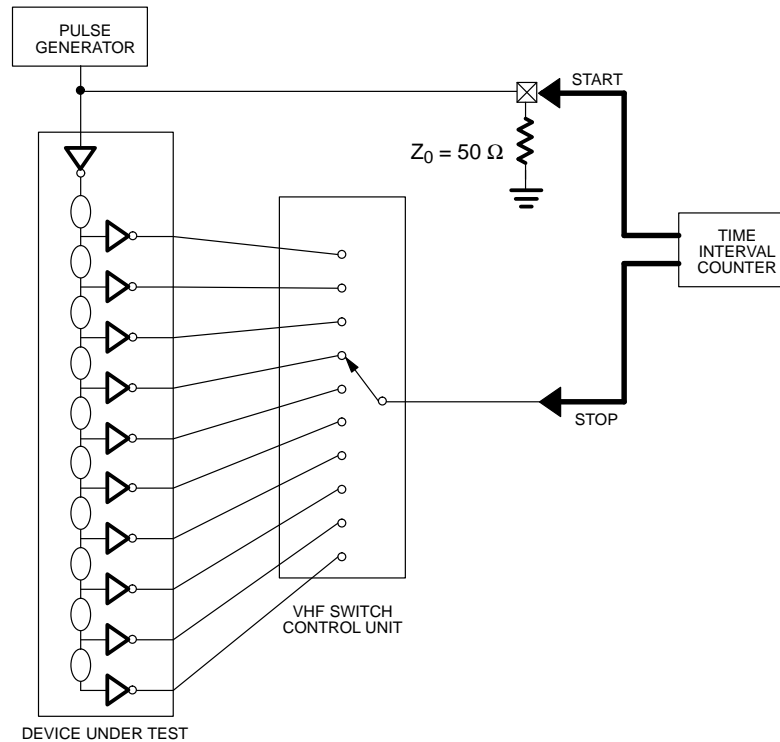 PULSE
GENERATOR
START
Z0 = 50 Ω
TIME
INTERVAL
COUNTER
STOP
VHF SWITCH
CONTROL UNIT
DEVICE UNDER TEST